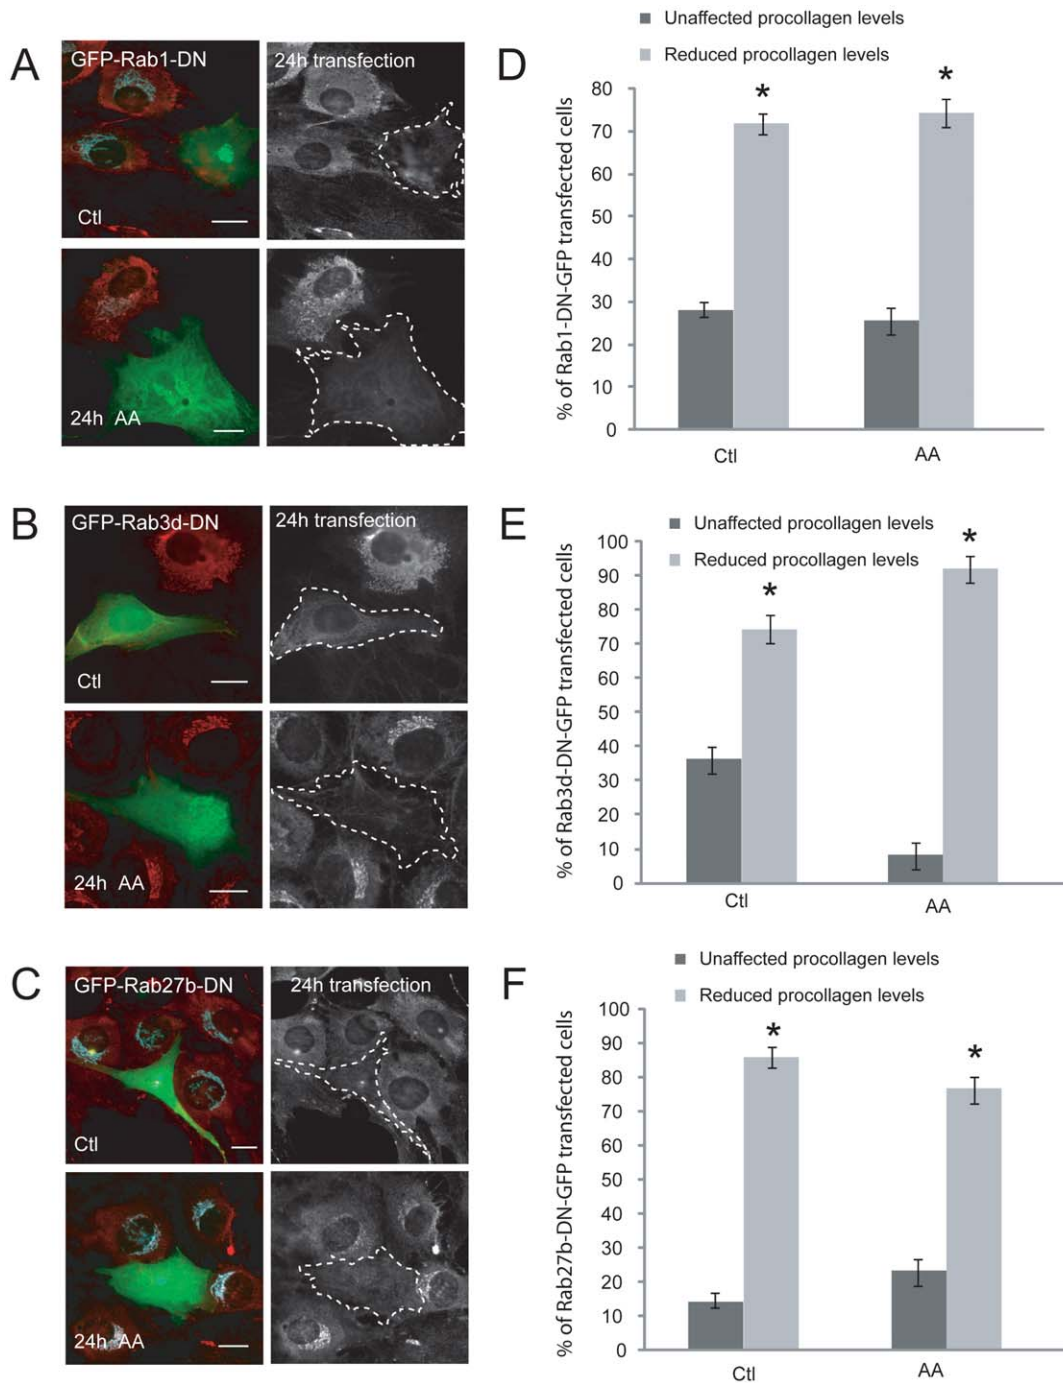 A
GFP-Rab1-DN
24h transfection
Ctl
24h AA
D
Unaffected procollagen levels
Reduced procollagen levels
% of Rab1-DN-GFP transfected cells
80
70
60
50
40
30
20
10
0
*
*
Ctl
AA
B
GFP-Rab3d-DN
24h transfection
Ctl
24h AA
E
Unaffected procollagen levels
Reduced procollagen levels
% of Rab3d-DN-GFP transfected cells
100
90
80
70
60
50
40
30
20
10
0
*
*
Ctl
AA
C
GFP-Rab27b-DN
24h transfection
Ctl
24h AA
F
Unaffected procollagen levels
Reduced procollagen levels
% of Rab27b-DN-GFP transfected cells
100
90
80
70
60
50
40
30
20
10
0
*
*
Ctl
AA